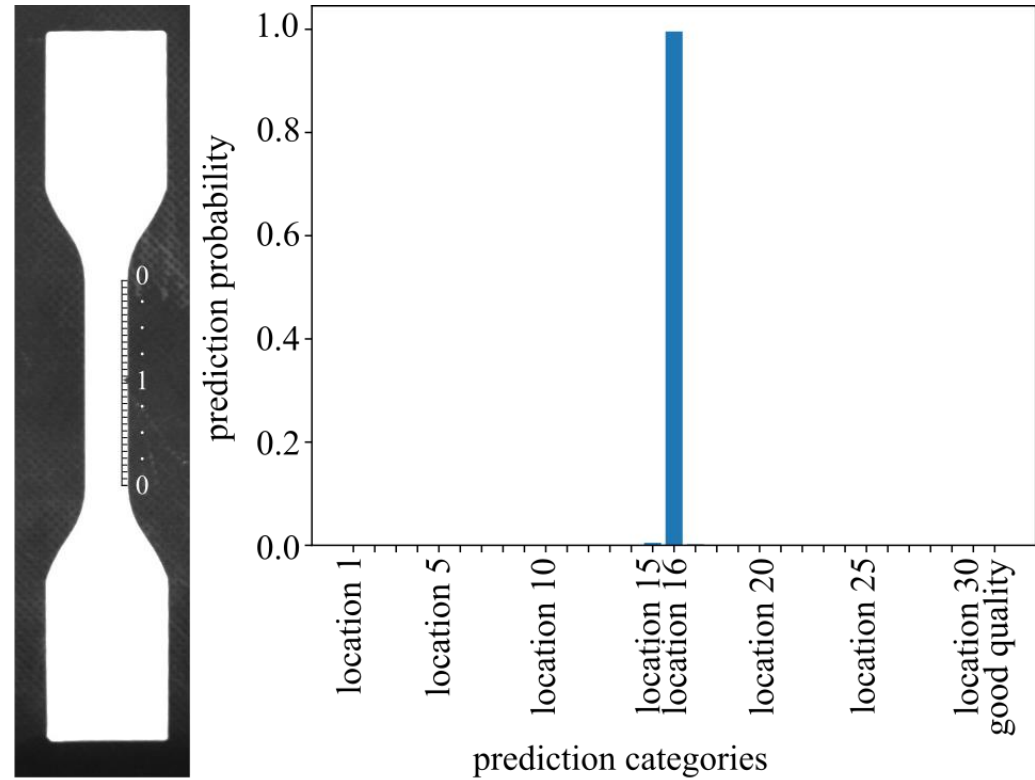 0
.
.
.
1
.
.
.
0
prediction probability
1.0
0.8
0.6
0.4
0.2
0.0
location 1
location 5
location 10
location 15
location 16
location 20
location 25
location 30
good quality
prediction categories